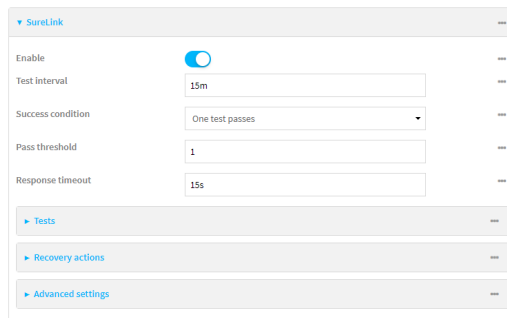 SureLink
Enable
Test interval
15m
Success condition
One test passes
Pass threshold
1
Response timeout
15s
Tests
Recovery actions
Advanced settings